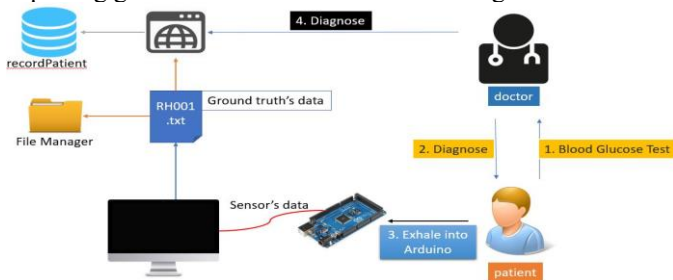 4. Diagnose
recordPatient
RH001
.txt
Ground truth's data
doctor
File Manager
2. Diagnose
1. Blood Glucose Test
Sensor's data
3. Exhale into
Arduino
patient